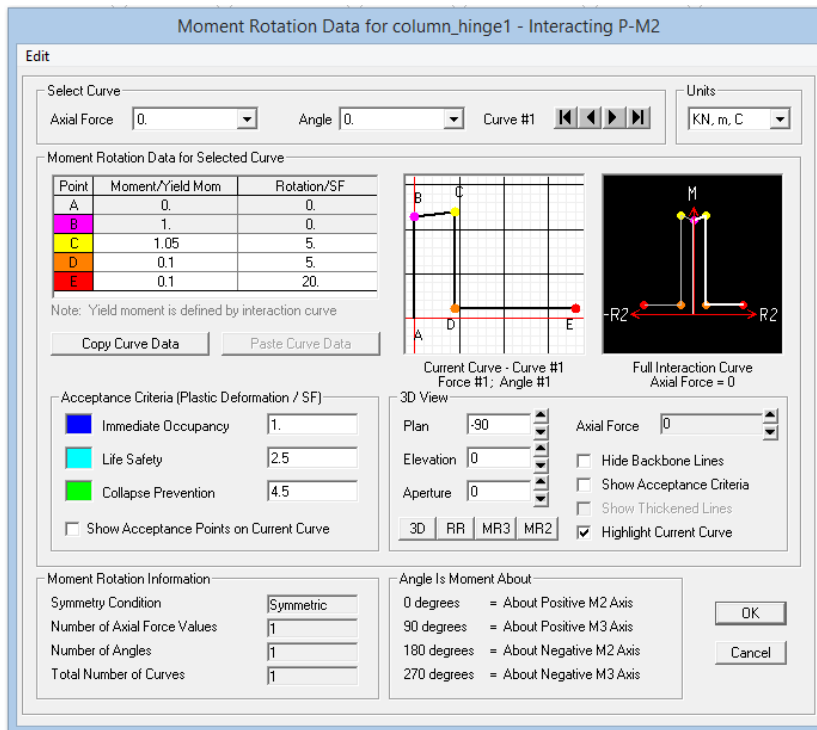 Moment Rotation Data for column_hinge1 - Interacting P-M2
Edit
Select Curve
Axial Force 0. Angle 0. Curve #1
Units
KN, m, C
Moment Rotation Data for Selected Curve
Point Moment/Yield Mom Rotation/SF
A 0. 0.
B 1. 0.
C 1.05 5.
D 0.1 5.
E 0.1 20.
Note: Yield moment is defined by interaction curve
Copy Curve Data Paste Curve Data
B C
A D E
Current Curve - Curve #1
Force #1; Angle #1
M
-R2 R2
Full Interaction Curve
Axial Force = 0
Acceptance Criteria (Plastic Deformation / SF)
Immediate Occupancy 1.
Life Safety 2.5
Collapse Prevention 4.5
Show Acceptance Points on Current Curve
3D View
Plan -90
Elevation 0
Aperture 0
3D RR MR3 MR2
Axial Force 0
Hide Backbone Lines
Show Acceptance Criteria
Show Thickened Lines
Highlight Current Curve
Moment Rotation Information
Symmetry Condition Symmetric
Number of Axial Force Values 1
Number of Angles 1
Total Number of Curves 1
Angle Is Moment About
0 degrees = About Positive M2 Axis
90 degrees = About Positive M3 Axis
180 degrees = About Negative M2 Axis
270 degrees = About Negative M3 Axis
OK
Cancel